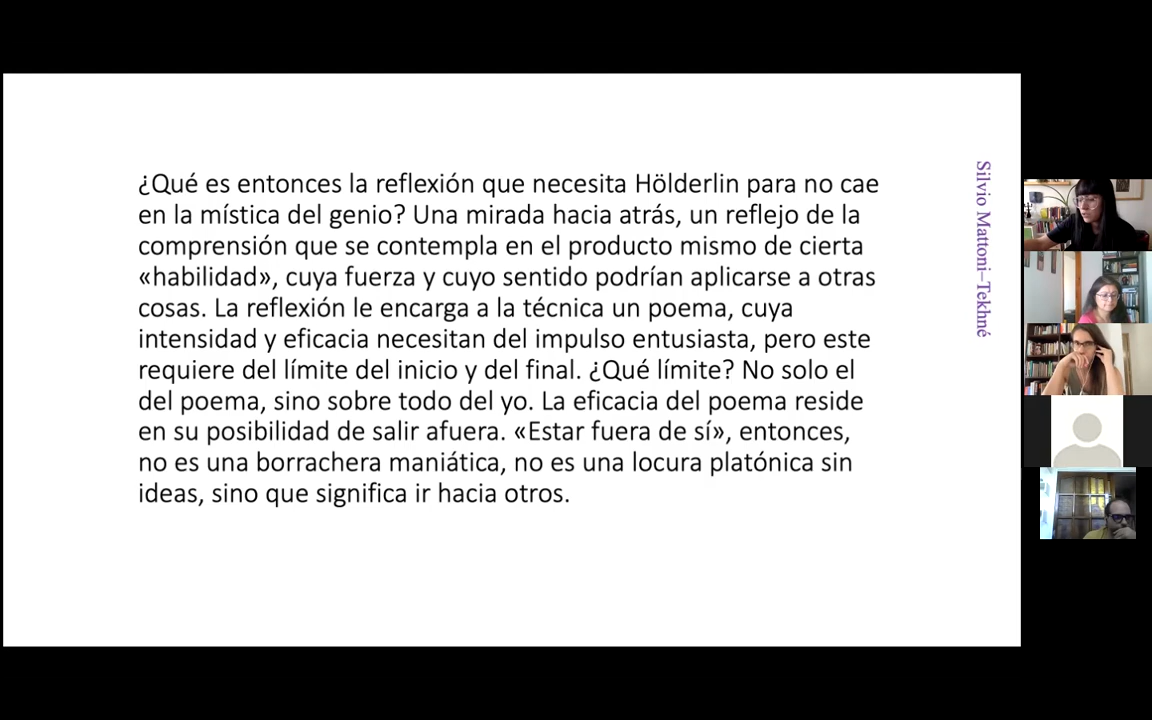 ¿Qué es entonces la reflexión que necesita Hölderlin para no cae
en la mística del genio? Una mirada hacia atrás, un reflejo de la
comprensión que se contempla en el producto mismo de cierta
«habilidad», cuya fuerza y cuyo sentido podrían aplicarse a otras
cosas. La reflexión le encarga a la técnica un poema, cuya
intensidad y eficacia necesitan del impulso entusiasta, pero este
requiere del límite del inicio y del final. ¿Qué límite? No solo el
del poema, sino sobre todo del yo. La eficacia del poema reside
en su posibilidad de salir afuera. «Estar fuera de sí», entonces,
no es una borrachera maniática, no es una locura platónica sin
ideas, sino que significa ir hacia otros.
Silvio Mattoni–Tekhné